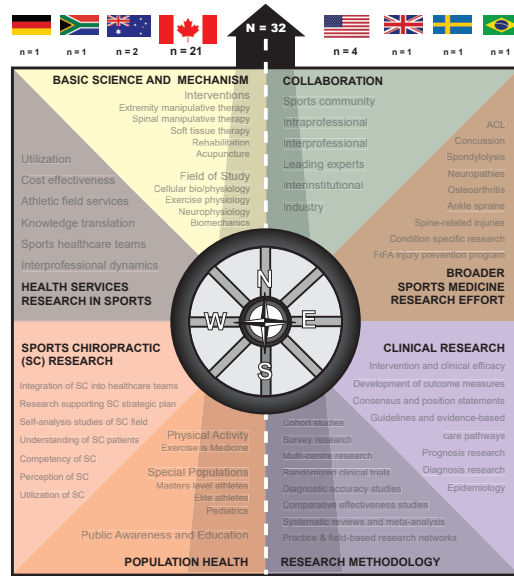 N = 32
n = 1
n = 1
n = 2
n = 21
n = 4
n = 1
n = 1
n = 1
BASIC SCIENCE AND MECHANISM
Interventions
Extremity manipulative therapy
Spinal manipulative therapy
Soft tissue therapy
Rehabilitation
Acupuncture
Field of Study
Cellular bio/physiology
Exercise physiology
Neurophysiology
Biomechanics
COLLABORATION
Sports community
Intraprofessional
Interprofessional
Leading experts
Interinstitutional
Industry
Utilization
Cost effectiveness
Athletic field services
Knowledge translation
Sports healthcare teams
Interprofessional dynamics
HEALTH SERVICES
RESEARCH IN SPORTS
ACL
Concussion
Spondylolysis
Neuropathies
Osteoarthritis
Ankle sprains
Spine-related injuries
Condition specific research
FIFA injury prevention program
BROADER
SPORTS MEDICINE
RESEARCH EFFORT
N
W
E
S
SPORTS CHIROPRACTIC
(SC) RESEARCH
Integration of SC into healthcare teams
Research supporting SC strategic plan
Self-analysis studies of SC field
Understanding of SC patients
Competency of SC
Perception of SC
Utilization of SC
CLINICAL RESEARCH
Intervention and clinical efficacy
Development of outcome measures
Consensus and position statements
Guidelines and evidence-based
care pathways
Prognosis research
Diagnosis research
Epidemiology
Physical Activity
Exercise is Medicine
Special Populations
Masters level athletes
Elite athletes
Pediatrics
Public Awareness and Education
POPULATION HEALTH
Cohort studies
Survey research
Multi-centre research
Randomized clinical trials
Diagnostic accuracy studies
Comparative effectiveness studies
Systematic reviews and meta-analysis
Practice & field-based research networks
RESEARCH METHODOLOGY